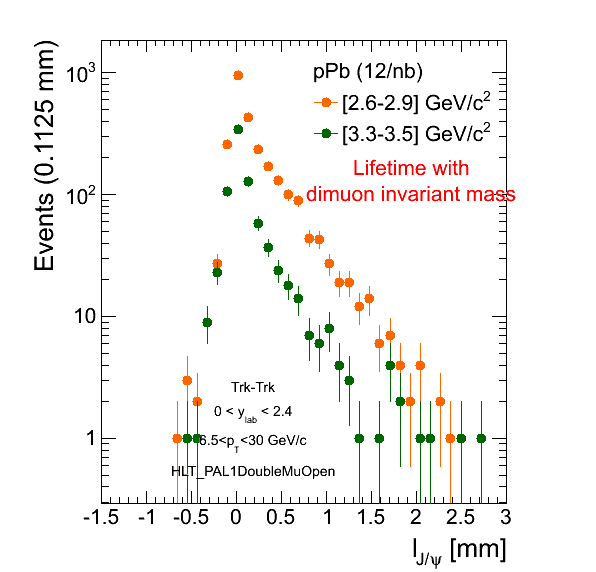 pPb (12/nb)
[2.6-2.9] GeV/c²
[3.3-3.5] GeV/c²
Lifetime with
dimuon invariant mass
Events (0.1125 mm)
10³
10²
10
1
Trk-Trk
0 < y_lab < 2.4
6.5<p_T<30 GeV/c
HLT_PAL1DoubleMuOpen
-1.5 -1 -0.5 0 0.5 1 1.5 2 2.5 3
l_J/ψ [mm]